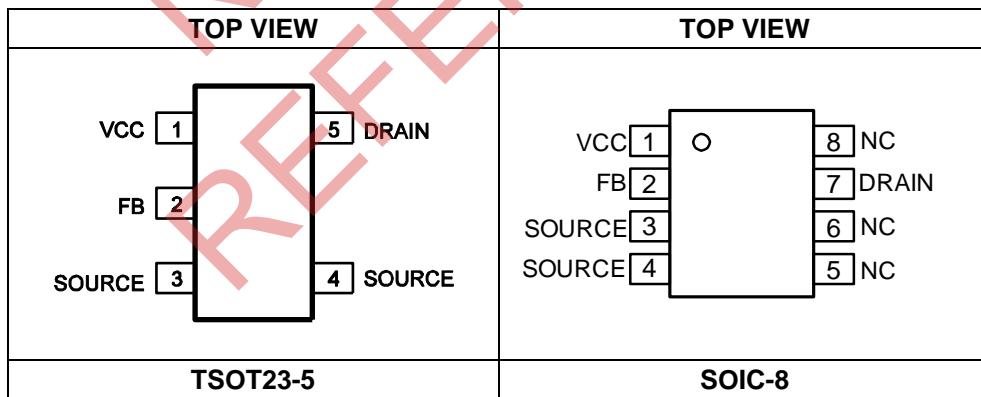 TOP VIEW
TOP VIEW
VCC 1
5 DRAIN
FB 2
SOURCE 3
4 SOURCE
VCC 1
8 NC
FB 2
7 DRAIN
SOURCE 3
6 NC
SOURCE 4
5 NC
TSOT23-5
SOIC-8
REFE